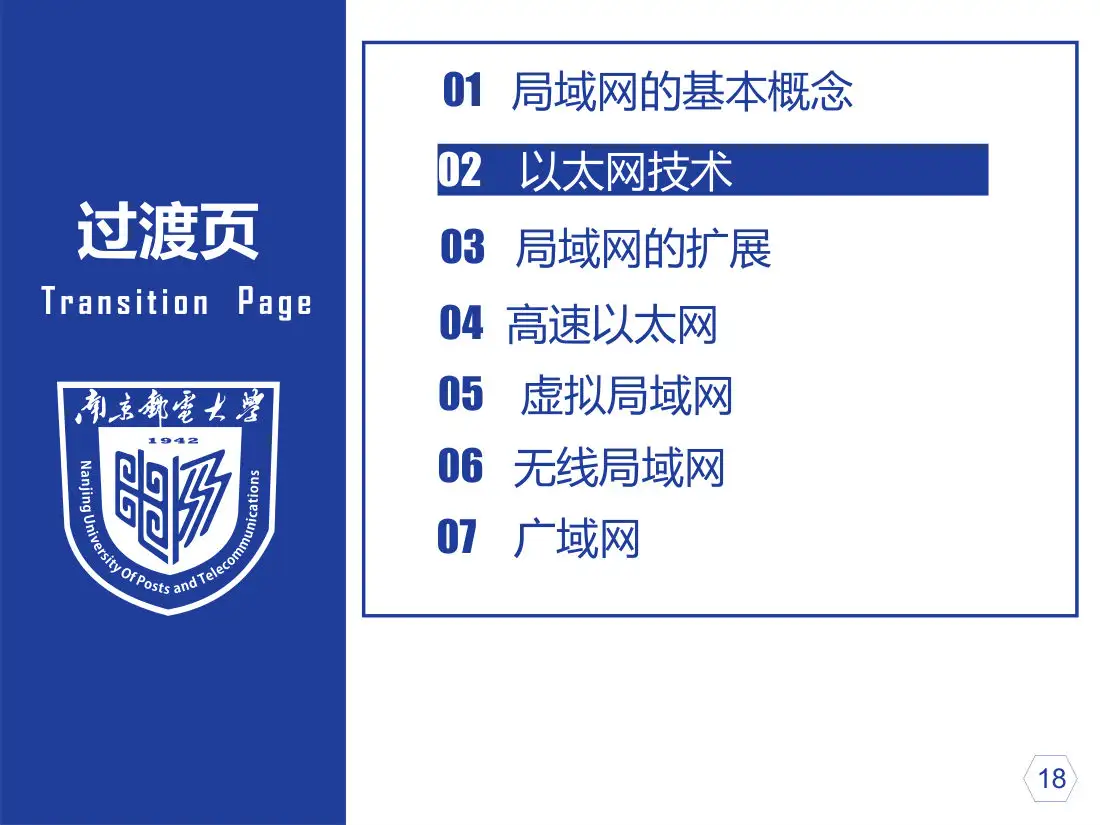 过渡页
Transition Page
南京郵電大學
1942
Nanjing University Of Posts and Telecommunications
01 局域网的基本概念
02 以太网技术
03 局域网的扩展
04 高速以太网
05 虚拟局域网
06 无线局域网
07 广域网
18